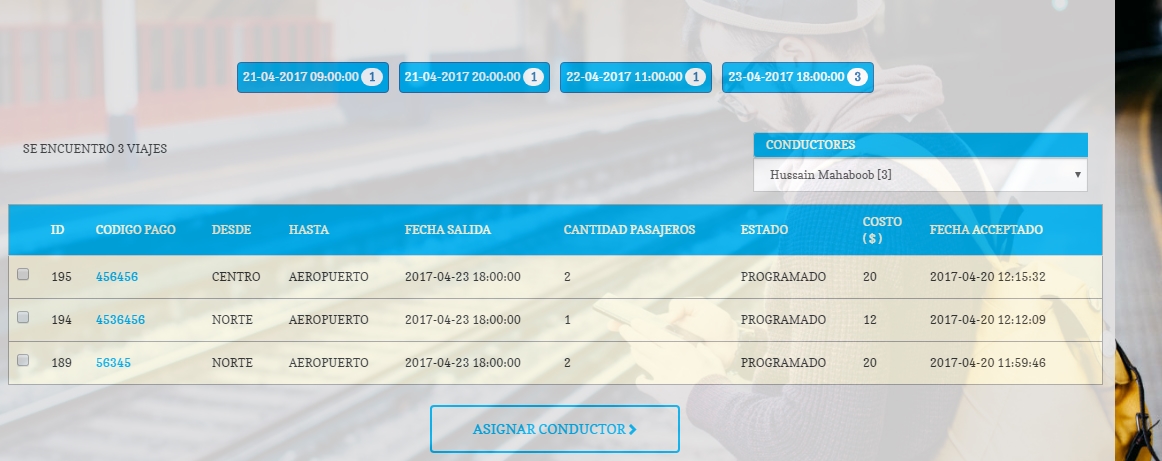 21-04-2017 09:00:00 1 21-04-2017 20:00:00 1 22-04-2017 11:00:00 1 23-04-2017 18:00:00 3
SE ENCUENTRO 3 VIAJES
CONDUCTORES
Hussain Mahaboob [3]
ID CODIGO PAGO DESDE HASTA FECHA SALIDA CANTIDAD PASAJEROS ESTADO COSTO ($) FECHA ACCEPTADO
195 456456 CENTRO AEROPUERTO 2017-04-23 18:00:00 2 PROGRAMADO 20 2017-04-20 12:15:32
194 4536456 NORTE AEROPUERTO 2017-04-23 18:00:00 1 PROGRAMADO 12 2017-04-20 12:12:09
189 56345 NORTE AEROPUERTO 2017-04-23 18:00:00 2 PROGRAMADO 20 2017-04-20 11:59:46
ASIGNAR CONDUCTOR